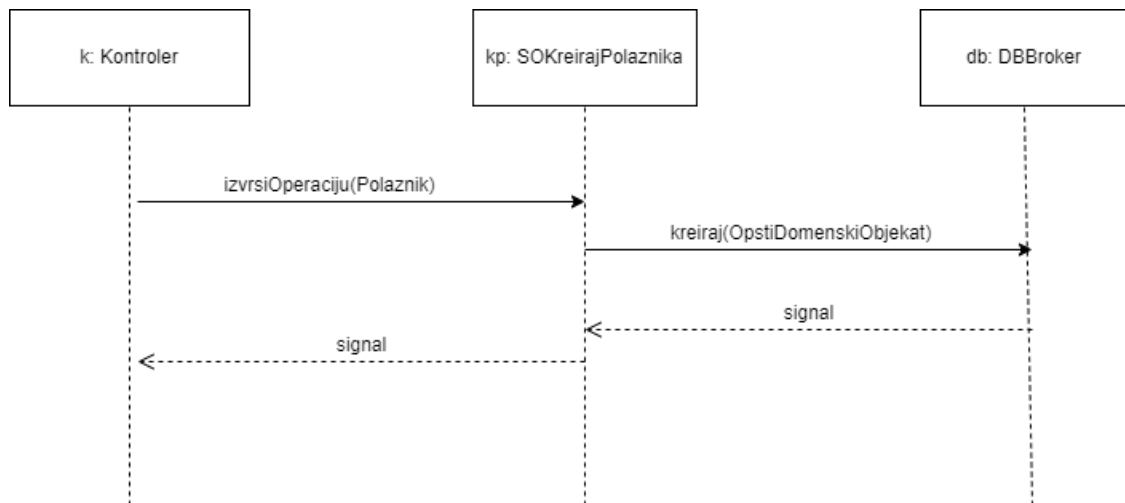 k: Kontroler
kp: SOKreirajPolaznika
db: DBBroker
izvrsiOperaciju(Polaznik)
kreiraj(OpstiDomenskiObjekat)
signal
signal